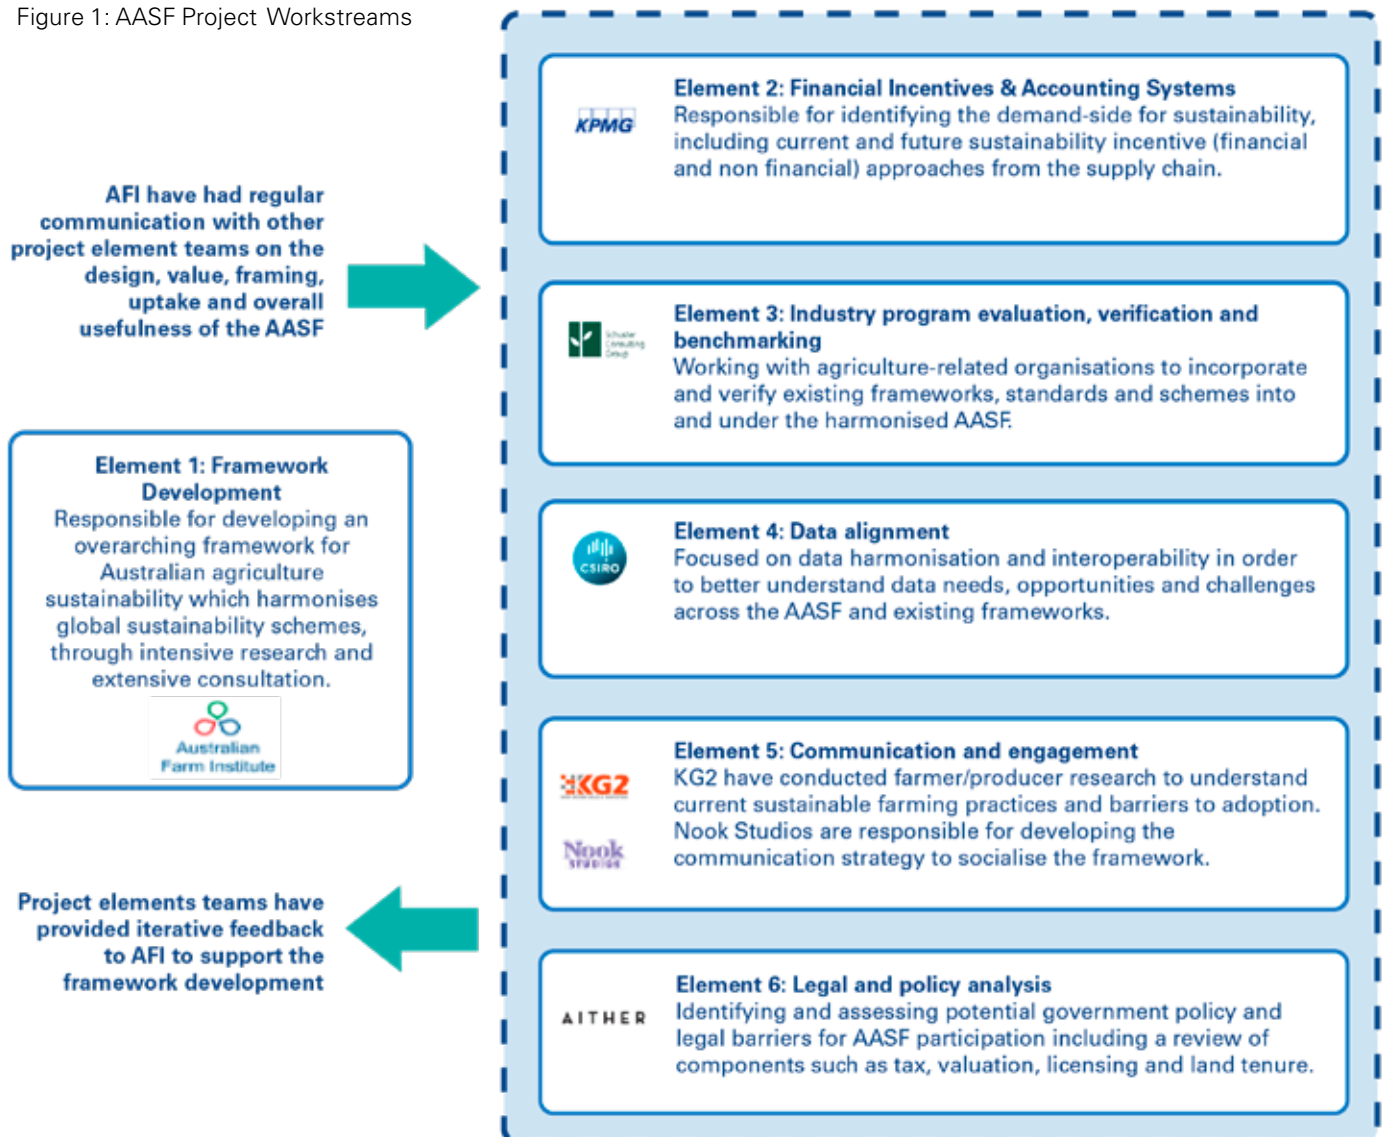 Figure 1: AASF Project Workstreams
AFI have had regular
communication with other
project element teams on the
design, value, framing,
uptake and overall
usefulness of the AASF
Element 1: Framework
Development
Responsible for developing an
overarching framework for
Australian agriculture
sustainability which harmonises
global sustainability schemes,
through intensive research and
extensive consultation.
Australian
Farm Institute
Project elements teams have
provided iterative feedback
to AFI to support the
framework development
KPMG
Element 2: Financial Incentives & Accounting Systems
Responsible for identifying the demand-side for sustainability,
including current and future sustainability incentive (financial
and non financial) approaches from the supply chain.
Schuster
Consulting
Group
Element 3: Industry program evaluation, verification and
benchmarking
Working with agriculture-related organisations to incorporate
and verify existing frameworks, standards and schemes into
and under the harmonised AASF.
CSIRO
Element 4: Data alignment
Focused on data harmonisation and interoperability in order
to better understand data needs, opportunities and challenges
across the AASF and existing frameworks.
KG2
Nook
STUDIOS
Element 5: Communication and engagement
KG2 have conducted farmer/producer research to understand
current sustainable farming practices and barriers to adoption.
Nook Studios are responsible for developing the
communication strategy to socialise the framework.
AITHER
Element 6: Legal and policy analysis
Identifying and assessing potential government policy and
legal barriers for AASF participation including a review of
components such as tax, valuation, licensing and land tenure.